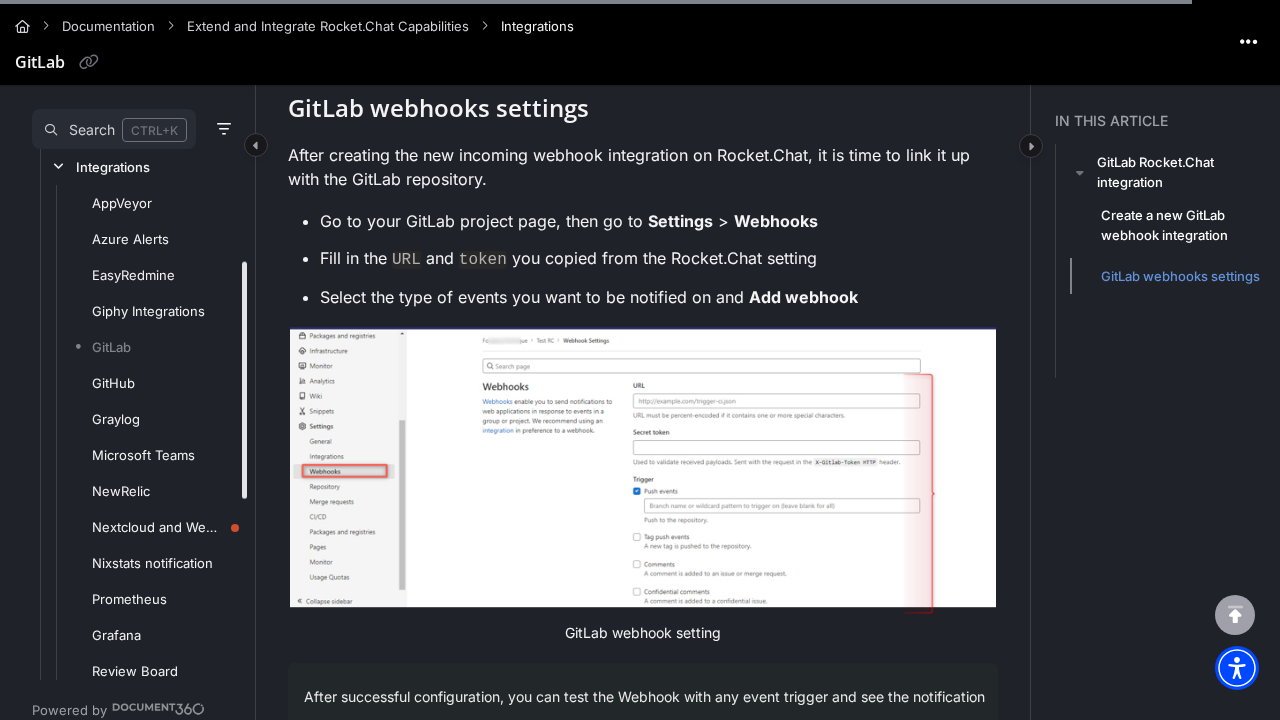 Documentation
Extend and Integrate Rocket.Chat Capabilities
Integrations
GitLab
Search
CTRL+K
Integrations
AppVeyor
Azure Alerts
EasyRedmine
Giphy Integrations
GitLab
GitHub
Graylog
Microsoft Teams
NewRelic
Nextcloud and We...
Nixstats notification
Prometheus
Grafana
Review Board
Powered by DOCUMENT360
GitLab webhooks settings
After creating the new incoming webhook integration on Rocket.Chat, it is time to link it up
with the GitLab repository.
• Go to your GitLab project page, then go to Settings > Webhooks
• Fill in the URL and token you copied from the Rocket.Chat setting
• Select the type of events you want to be notified on and Add webhook
Packages and registries
Infrastructure
Monitor
Analytics
Wiki
Snippets
Settings
General
Integrations
Webhooks
Repository
Merge requests
CI/CD
Packages and registries
Pages
Monitor
Usage Quotas
Collapse sidebar
Test RC > Webhook Settings
Search page
Webhooks
Webhooks enable you to send notifications to
web applications in response to events in a
group or project. We recommend using an
integration in preference to a webhook.
URL
http://example.com/trigger-ci.json
URL must be percent-encoded if it contains one or more special characters.
Secret token
Used to validate received payloads. Sent with the request in the X-Gitlab-Token HTTP header.
Trigger
Push events
Branch name or wildcard pattern to trigger on (leave blank for all)
Push to the repository.
Tag push events
A new tag is pushed to the repository.
Comments
A comment is added to an issue or merge request.
Confidential comments
A comment is added to a confidential issue.
GitLab webhook setting
After successful configuration, you can test the Webhook with any event trigger and see the notification
IN THIS ARTICLE
GitLab Rocket.Chat
integration
Create a new GitLab
webhook integration
GitLab webhooks settings